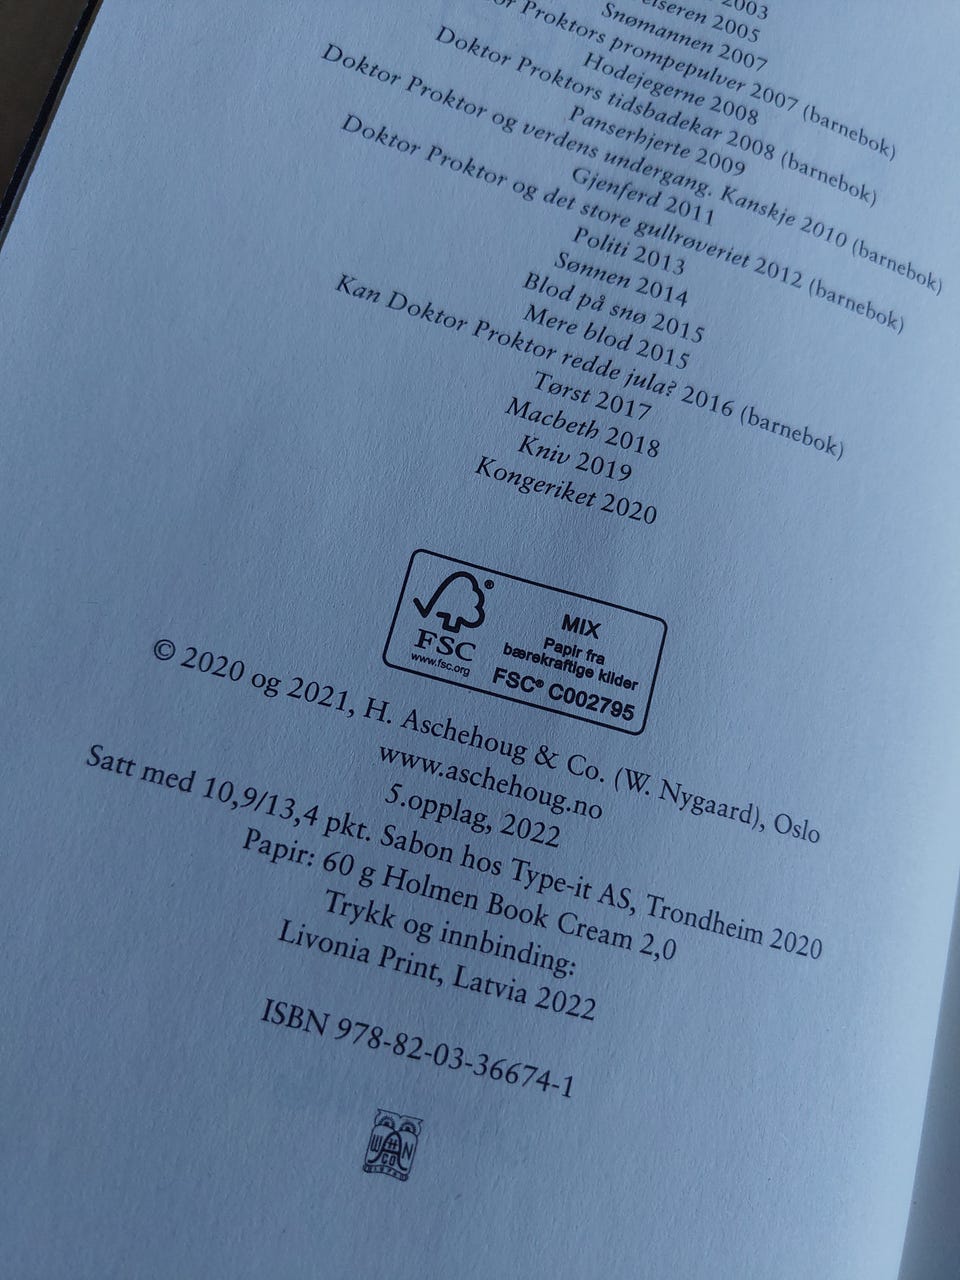 2003
2005
Snømannen 2007
Proktors prompepulver 2007 (barnebok)
Hodejegerne 2008
Doktor Proktors tidsbadekar 2008 (barnebok)
Panserhjerte 2009
Doktor Proktor og verdens undergang. Kanskje 2010 (barnebok)
Gjenferd 2011
Doktor Proktor og det store gullrøveriet 2012 (barnebok)
Politi 2013
Sønnen 2014
Blod på snø 2015
Mere blod 2015
Kan Doktor Proktor redde jula? 2016 (barnebok)
Tørst 2017
Macbeth 2018
Kniv 2019
Kongeriket 2020
FSC®
www.fsc.org
MIX
Papir fra
bærekraftige kilder
FSC® C002795
© 2020 og 2021, H. Aschehoug & Co. (W. Nygaard), Oslo
www.aschehoug.no
5.opplag, 2022
Satt med 10,9/13,4 pkt. Sabon hos Type-it AS, Trondheim 2020
Papir: 60 g Holmen Book Cream 2,0
Trykk og innbinding:
Livonia Print, Latvia 2022
ISBN 978-82-03-36674-1